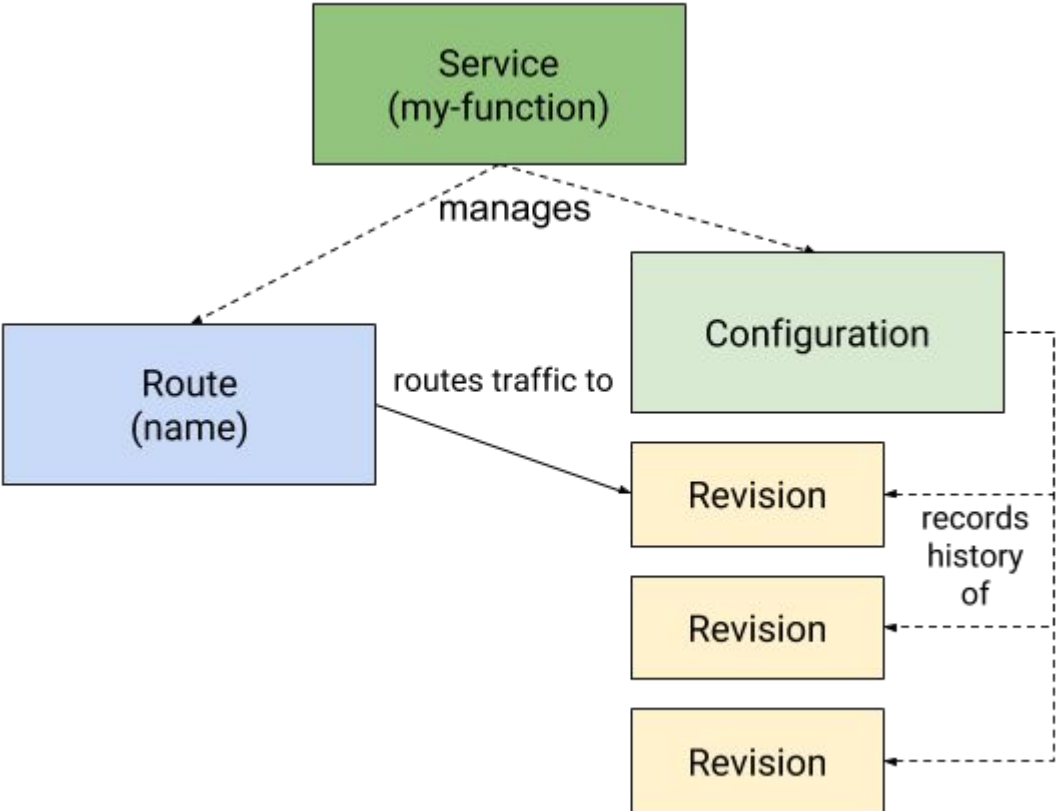 Service
(my-function)
manages
Configuration
Route
(name)
routes traffic to
Revision
records
history
of
Revision
Revision